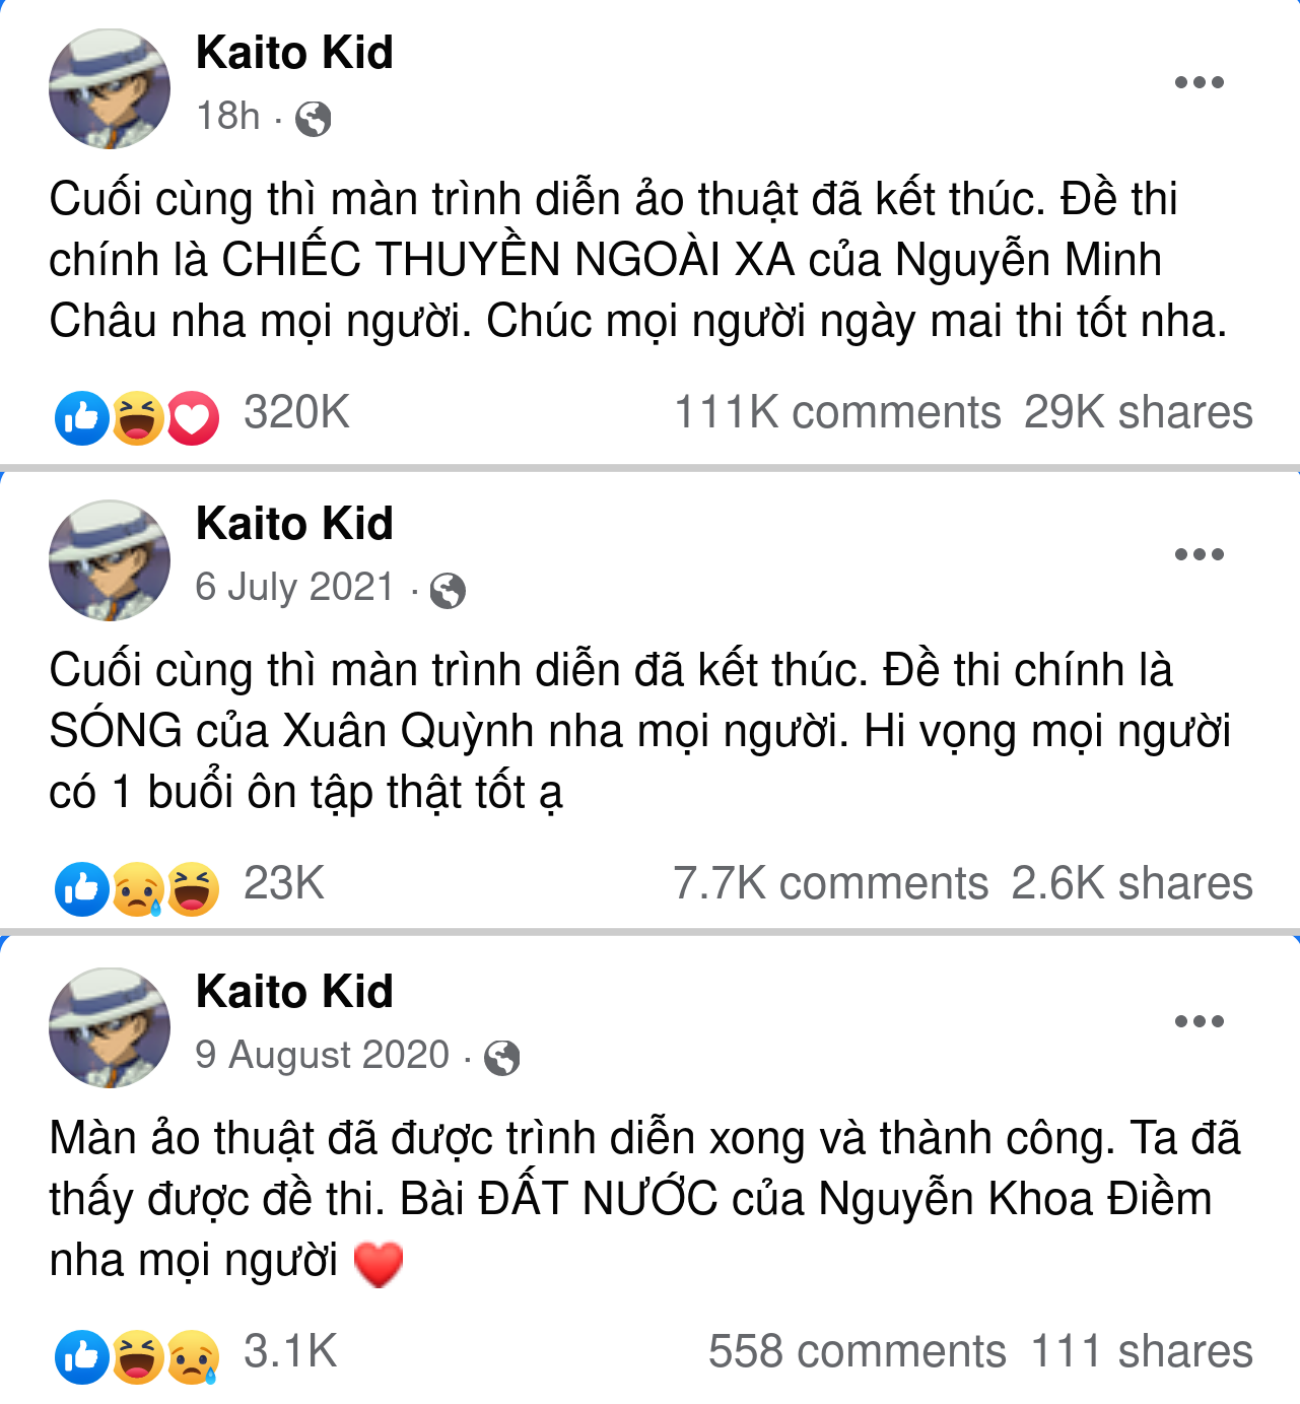 Kaito Kid
18h ·
Cuối cùng thì màn trình diễn ảo thuật đã kết thúc. Đề thi
chính là CHIẾC THUYỀN NGOÀI XA của Nguyễn Minh
Châu nha mọi người. Chúc mọi người ngày mai thi tốt nha.
320K 111K comments 29K shares
Kaito Kid
6 July 2021 ·
Cuối cùng thì màn trình diễn đã kết thúc. Đề thi chính là
SÓNG của Xuân Quỳnh nha mọi người. Hi vọng mọi người
có 1 buổi ôn tập thật tốt ạ
23K 7.7K comments 2.6K shares
Kaito Kid
9 August 2020 ·
Màn ảo thuật đã được trình diễn xong và thành công. Ta đã
thấy được đề thi. Bài ĐẤT NƯỚC của Nguyễn Khoa Điềm
nha mọi người ❤️
3.1K 558 comments 111 shares